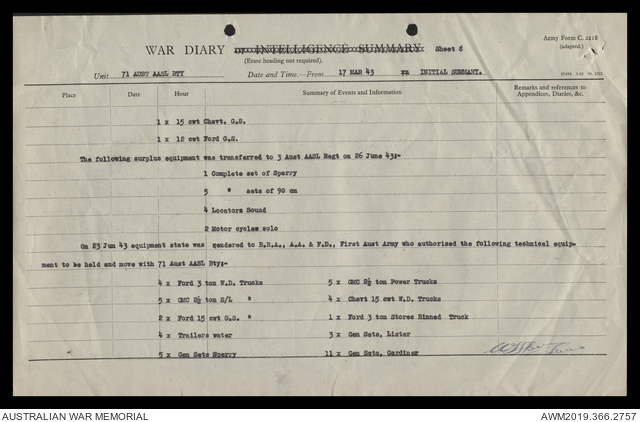 Army Form C. 2118
(adapted.)
WAR DIARY or INTELLIGENCE SUMMARY Sheet 8
(Erase heading not required).
Unit 71 AUST AASL BTY Date and Time.—From 17 MAR 43 INITIAL SUMMARY.
Place Date Hour Summary of Events and Information Remarks and references to Appendices, Diaries, &c.
1 x 15 cwt Chevt. G.S.
1 x 12 cwt Ford G.S.
The following surplus equipment was transferred to 3 Aust AASL Regt on 26 June 43:-
1 Complete set of Sperry
5 " sets of 90 cm
4 Locators Sound
2 Motor cycles solo
On 23 Jun 43 equipment state was rendered to B.R.A., A.A. & F.D., First Aust Army who authorised the following technical equip-
ment to be held and move with 71 Aust AASL Bty:-
4 x Ford 3 ton W.D. Trucks 5 x GMC 2½ ton Power Trucks
5 x GMC 2½ ton S/L " 4 x Chevt 15 cwt W.D. Trucks
2 x Ford 15 cwt G.S. " 1 x Ford 3 ton Stores Binned Truck
4 x Trailers water 3 x Gen Sets, Lister
5 x Gen Sets Sperry 11 x Gen Sets, Gardiner
AUSTRALIAN WAR MEMORIAL AWM2019.366.2757